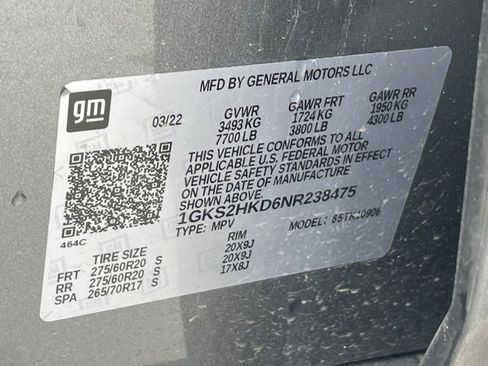 MFD BY GENERAL MOTORS LLC
gm
03/22 GVWR GAWR FRT GAWR RR
3493 KG 1724 KG 1950 KG
7700 LB 3800 LB 4300 LB
THIS VEHICLE CONFORMS TO ALL
APPLICABLE U.S. FEDERAL MOTOR
VEHICLE SAFETY STANDARDS IN EFFECT
ON THE DATE OF MANUFACTURE
SHOWN ABOVE.
1GKS2HKD6NR238475
464C TYPE: MPV MODEL:
TIRE SIZE RIM
FRT 275/60R20 S 20X9J
RR 275/60R20 S 20X9J
SPA 265/70R17 S 17X8J